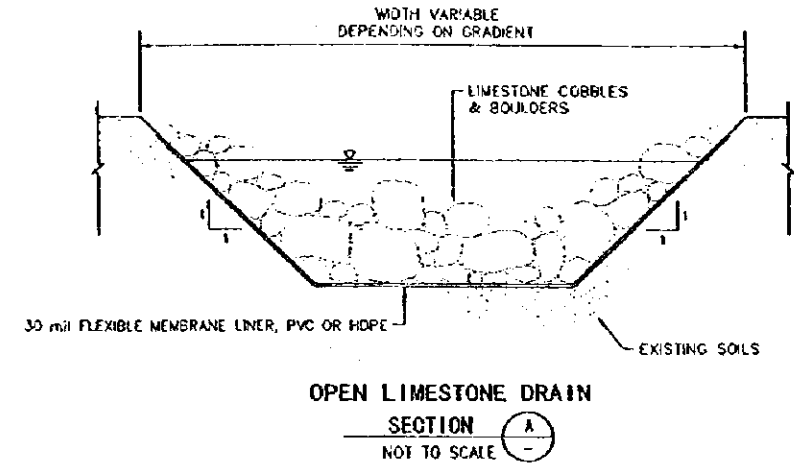 WIDTH VARIABLE
DEPENDING ON GRADIENT
LIMESTONE COBBLES
& BOULDERS
1
1
1
1
30 mil FLEXIBLE MEMBRANE LINER, PVC OR HDPE
EXISTING SOILS
OPEN LIMESTONE DRAIN
SECTION A
NOT TO SCALE -